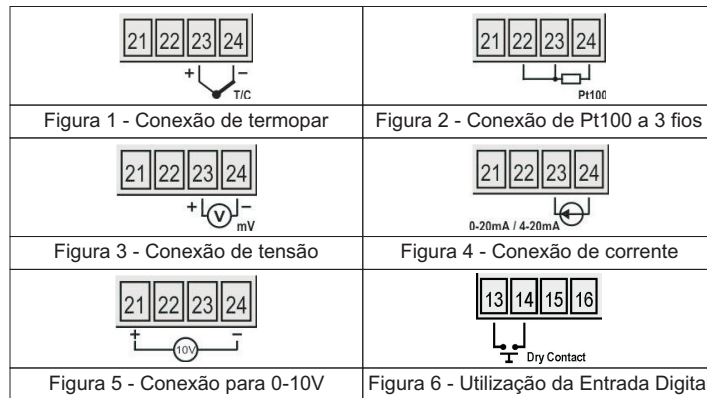 21 22 23 24
+ −
T/C
Figura 1 - Conexão de termopar
21 22 23 24
Pt100
Figura 2 - Conexão de Pt100 a 3 fios
21 22 23 24
+ V − mV
Figura 3 - Conexão de tensão
21 22 23 24
0-20mA / 4-20mA
Figura 4 - Conexão de corrente
21 22 23 24
+ −
10V
Figura 5 - Conexão para 0-10V
13 14 15 16
Dry Contact
Figura 6 - Utilização da Entrada Digital